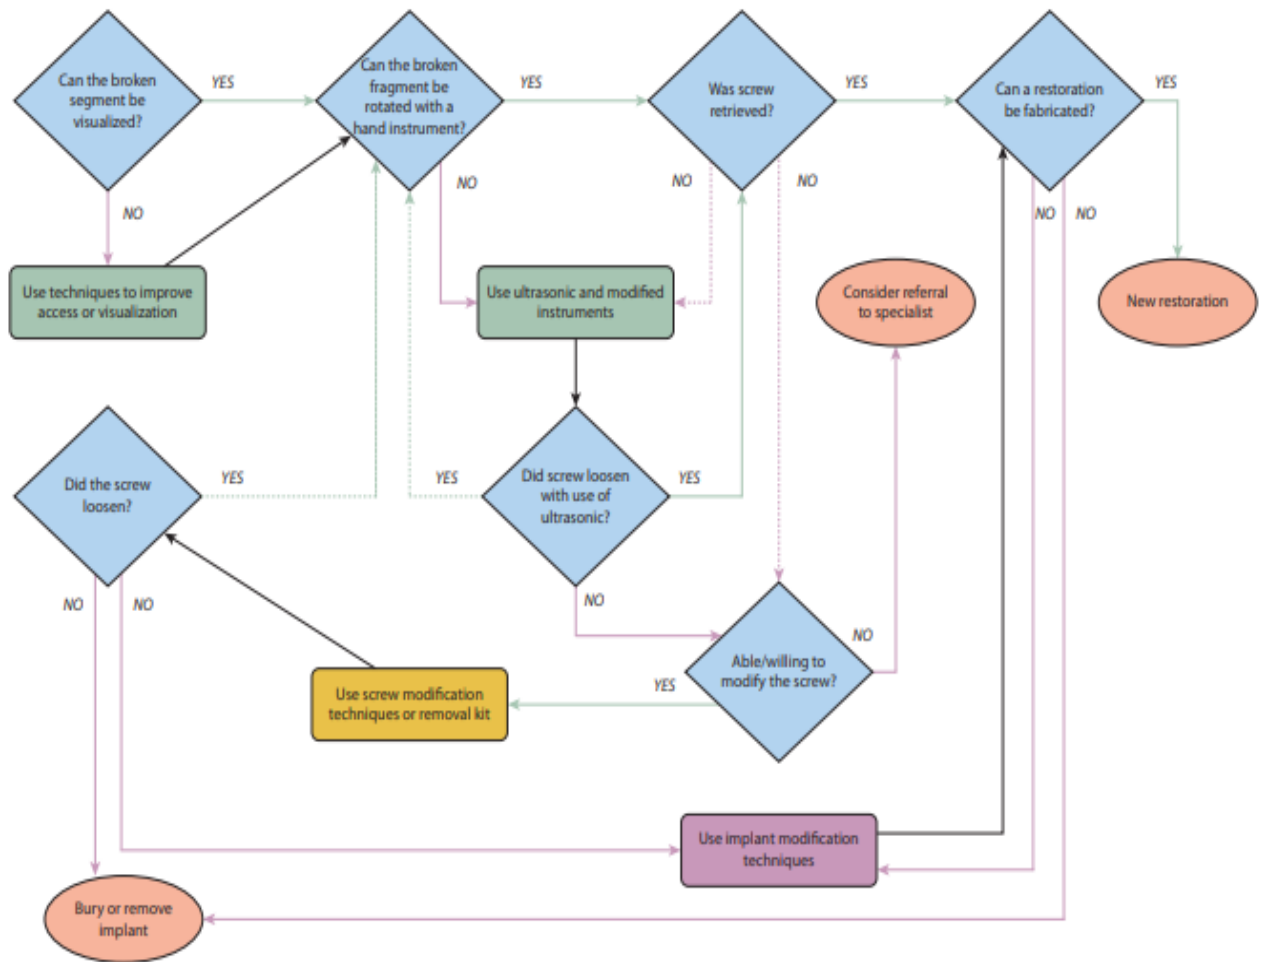 Can the broken
segment be
visualized?
YES
Can the broken
fragment be
rotated with a
hand instrument?
YES
Was screw
retrieved?
YES
Can a restoration
be fabricated?
YES
NO
NO
NO
NO
NO
NO
Use techniques to improve
access or visualization
Use ultrasonic and modified
instruments
Consider referral
to specialist
New restoration
Did the screw
loosen?
YES
YES
Did screw loosen
with use of
ultrasonic?
YES
NO
NO
NO
Able/willing to
modify the screw?
NO
YES
Use screw modification
techniques or removal kit
Use implant modification
techniques
Bury or remove
implant